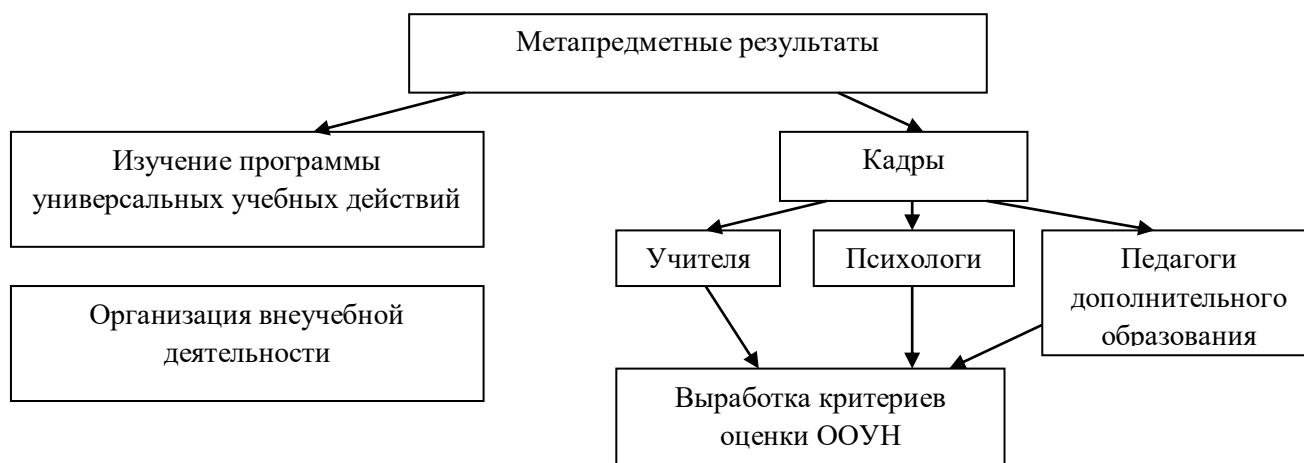 Метапредметные результаты
Изучение программы
универсальных учебных действий
Кадры
Учителя
Психологи
Педагоги
дополнительного
образования
Организация внеучебной
деятельности
Выработка критериев
оценки ООУН